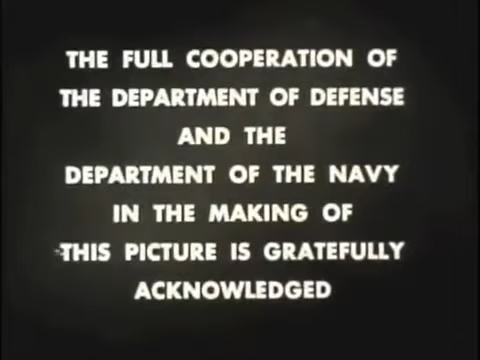 THE FULL COOPERATION OF
THE DEPARTMENT OF DEFENSE
AND THE
DEPARTMENT OF THE NAVY
IN THE MAKING OF
THIS PICTURE IS GRATEFULLY
ACKNOWLEDGED